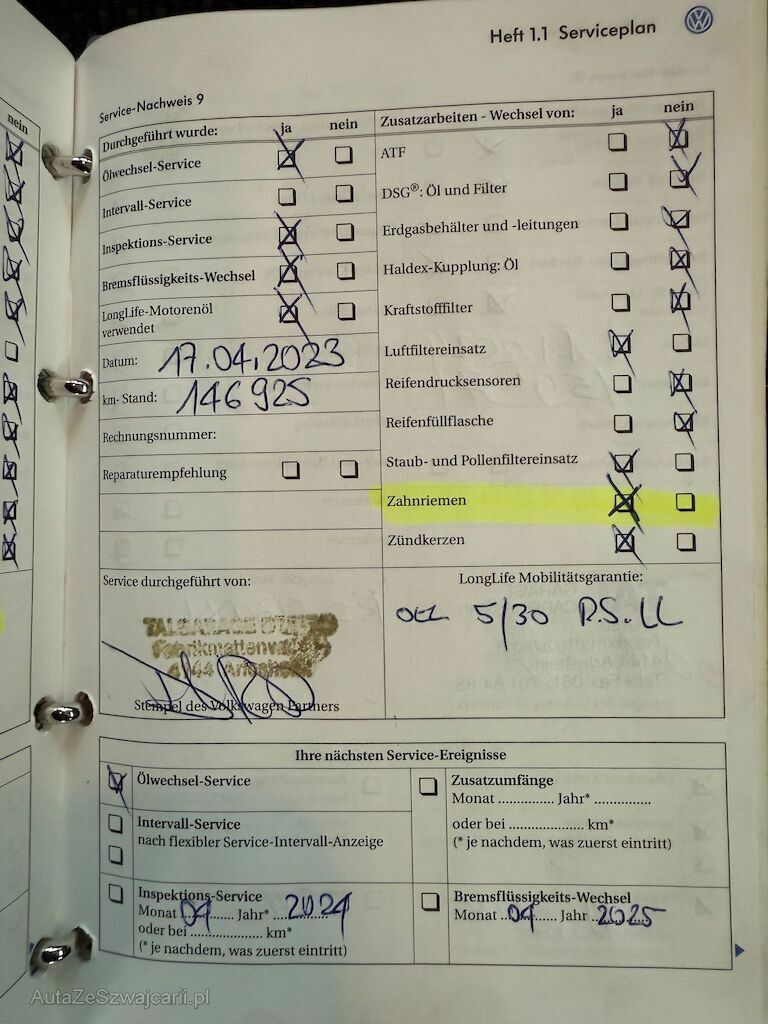 nein
Heft 1.1 Serviceplan
Service-Nachweis 9
Durchgeführt wurde: ja nein
Ölwechsel-Service
Intervall-Service
Inspektions-Service
Bremsflüssigkeits-Wechsel
LongLife-Motorenöl
verwendet
Datum: 17.04.2023
km- Stand: 146925
Rechnungsnummer:
Reparaturempfehlung
Zusatzarbeiten - Wechsel von: ja nein
ATF
DSG®: Öl und Filter
Erdgasbehälter und -leitungen
Haldex-Kupplung: Öl
Kraftstofffilter
Luftfiltereinsatz
Reifendrucksensoren
Reifenfüllflasche
Staub- und Pollenfiltereinsatz
Zahnriemen
Zündkerzen
Service durchgeführt von:
4144 Arlesheim
Stempel des Volkswagen Partners
LongLife Mobilitätsgarantie:
5/30
Ihre nächsten Service-Ereignisse
Ölwechsel-Service
Intervall-Service
nach flexibler Service-Intervall-Anzeige
Inspektions-Service
Monat 04 Jahr* 2024
oder bei ...................... km*
(* je nachdem, was zuerst eintritt)
Zusatzumfänge
Monat ............... Jahr* ...............
oder bei .................... km*
(* je nachdem, was zuerst eintritt)
Bremsflüssigkeits-Wechsel
Monat 04 Jahr 2025
AutaZeSzwajcarii.pl